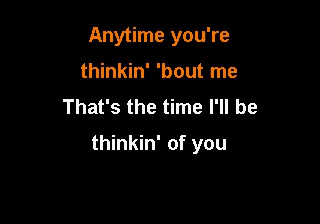 Anytime you're
thinkin' 'bout me
That's the time I'll be
thinkin' of you